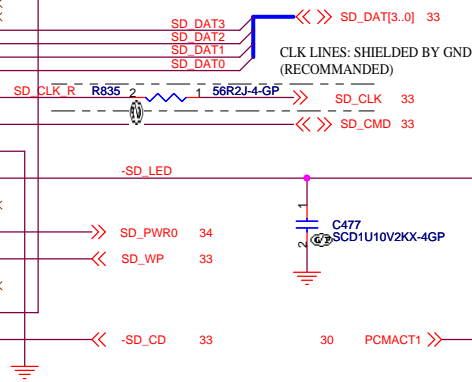 SD_DAT3
SD_DAT[3..0] 33
SD_DAT2
SD_DAT1
SD_DAT0
CLK LINES: SHIELDED BY GND
(RECOMMANDED)
SD_CLK_R R835 2 1 56R2J-4-GP
SD_CLK 33
SD_CMD 33
-SD_LED
1
C477
SCD1U10V2KX-4GP
2
SD_PWR0 34
SD_WP 33
-SD_CD 33
30 PCMACT1